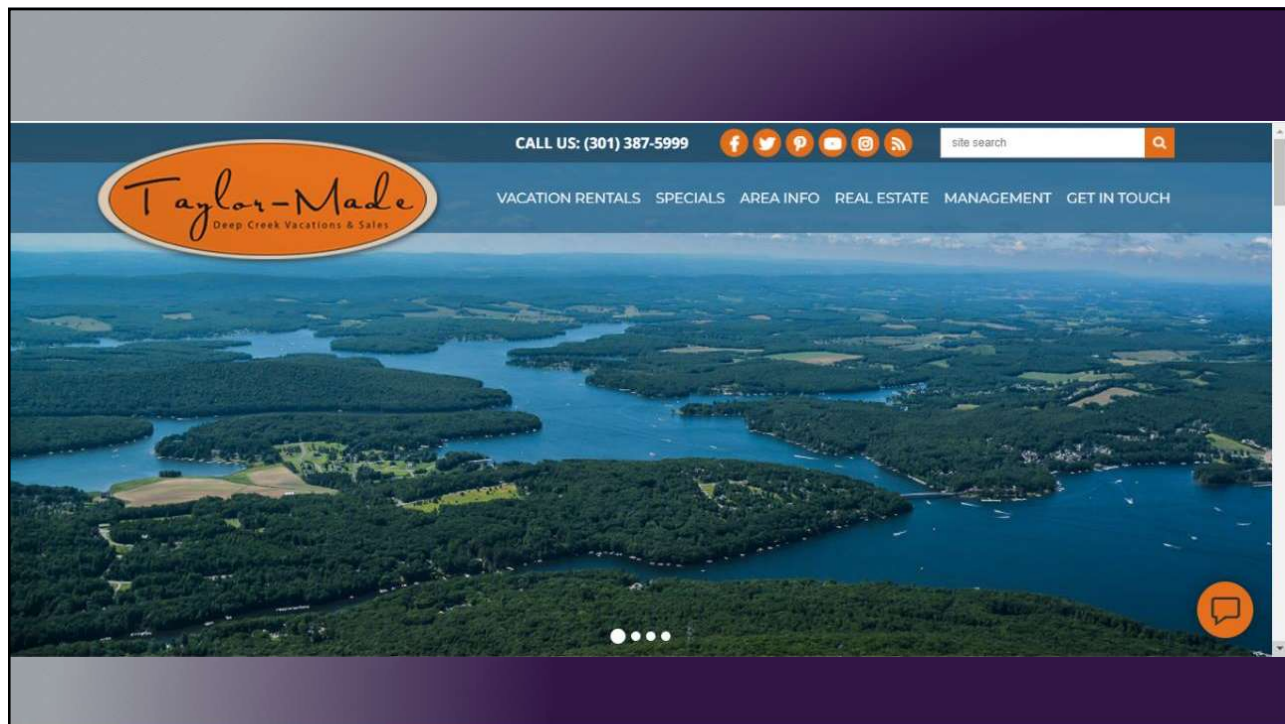 CALL US: (301) 387-5999
site search
Taylor-Made
Deep Creek Vacations & Sales
VACATION RENTALS SPECIALS AREA INFO REAL ESTATE MANAGEMENT GET IN TOUCH